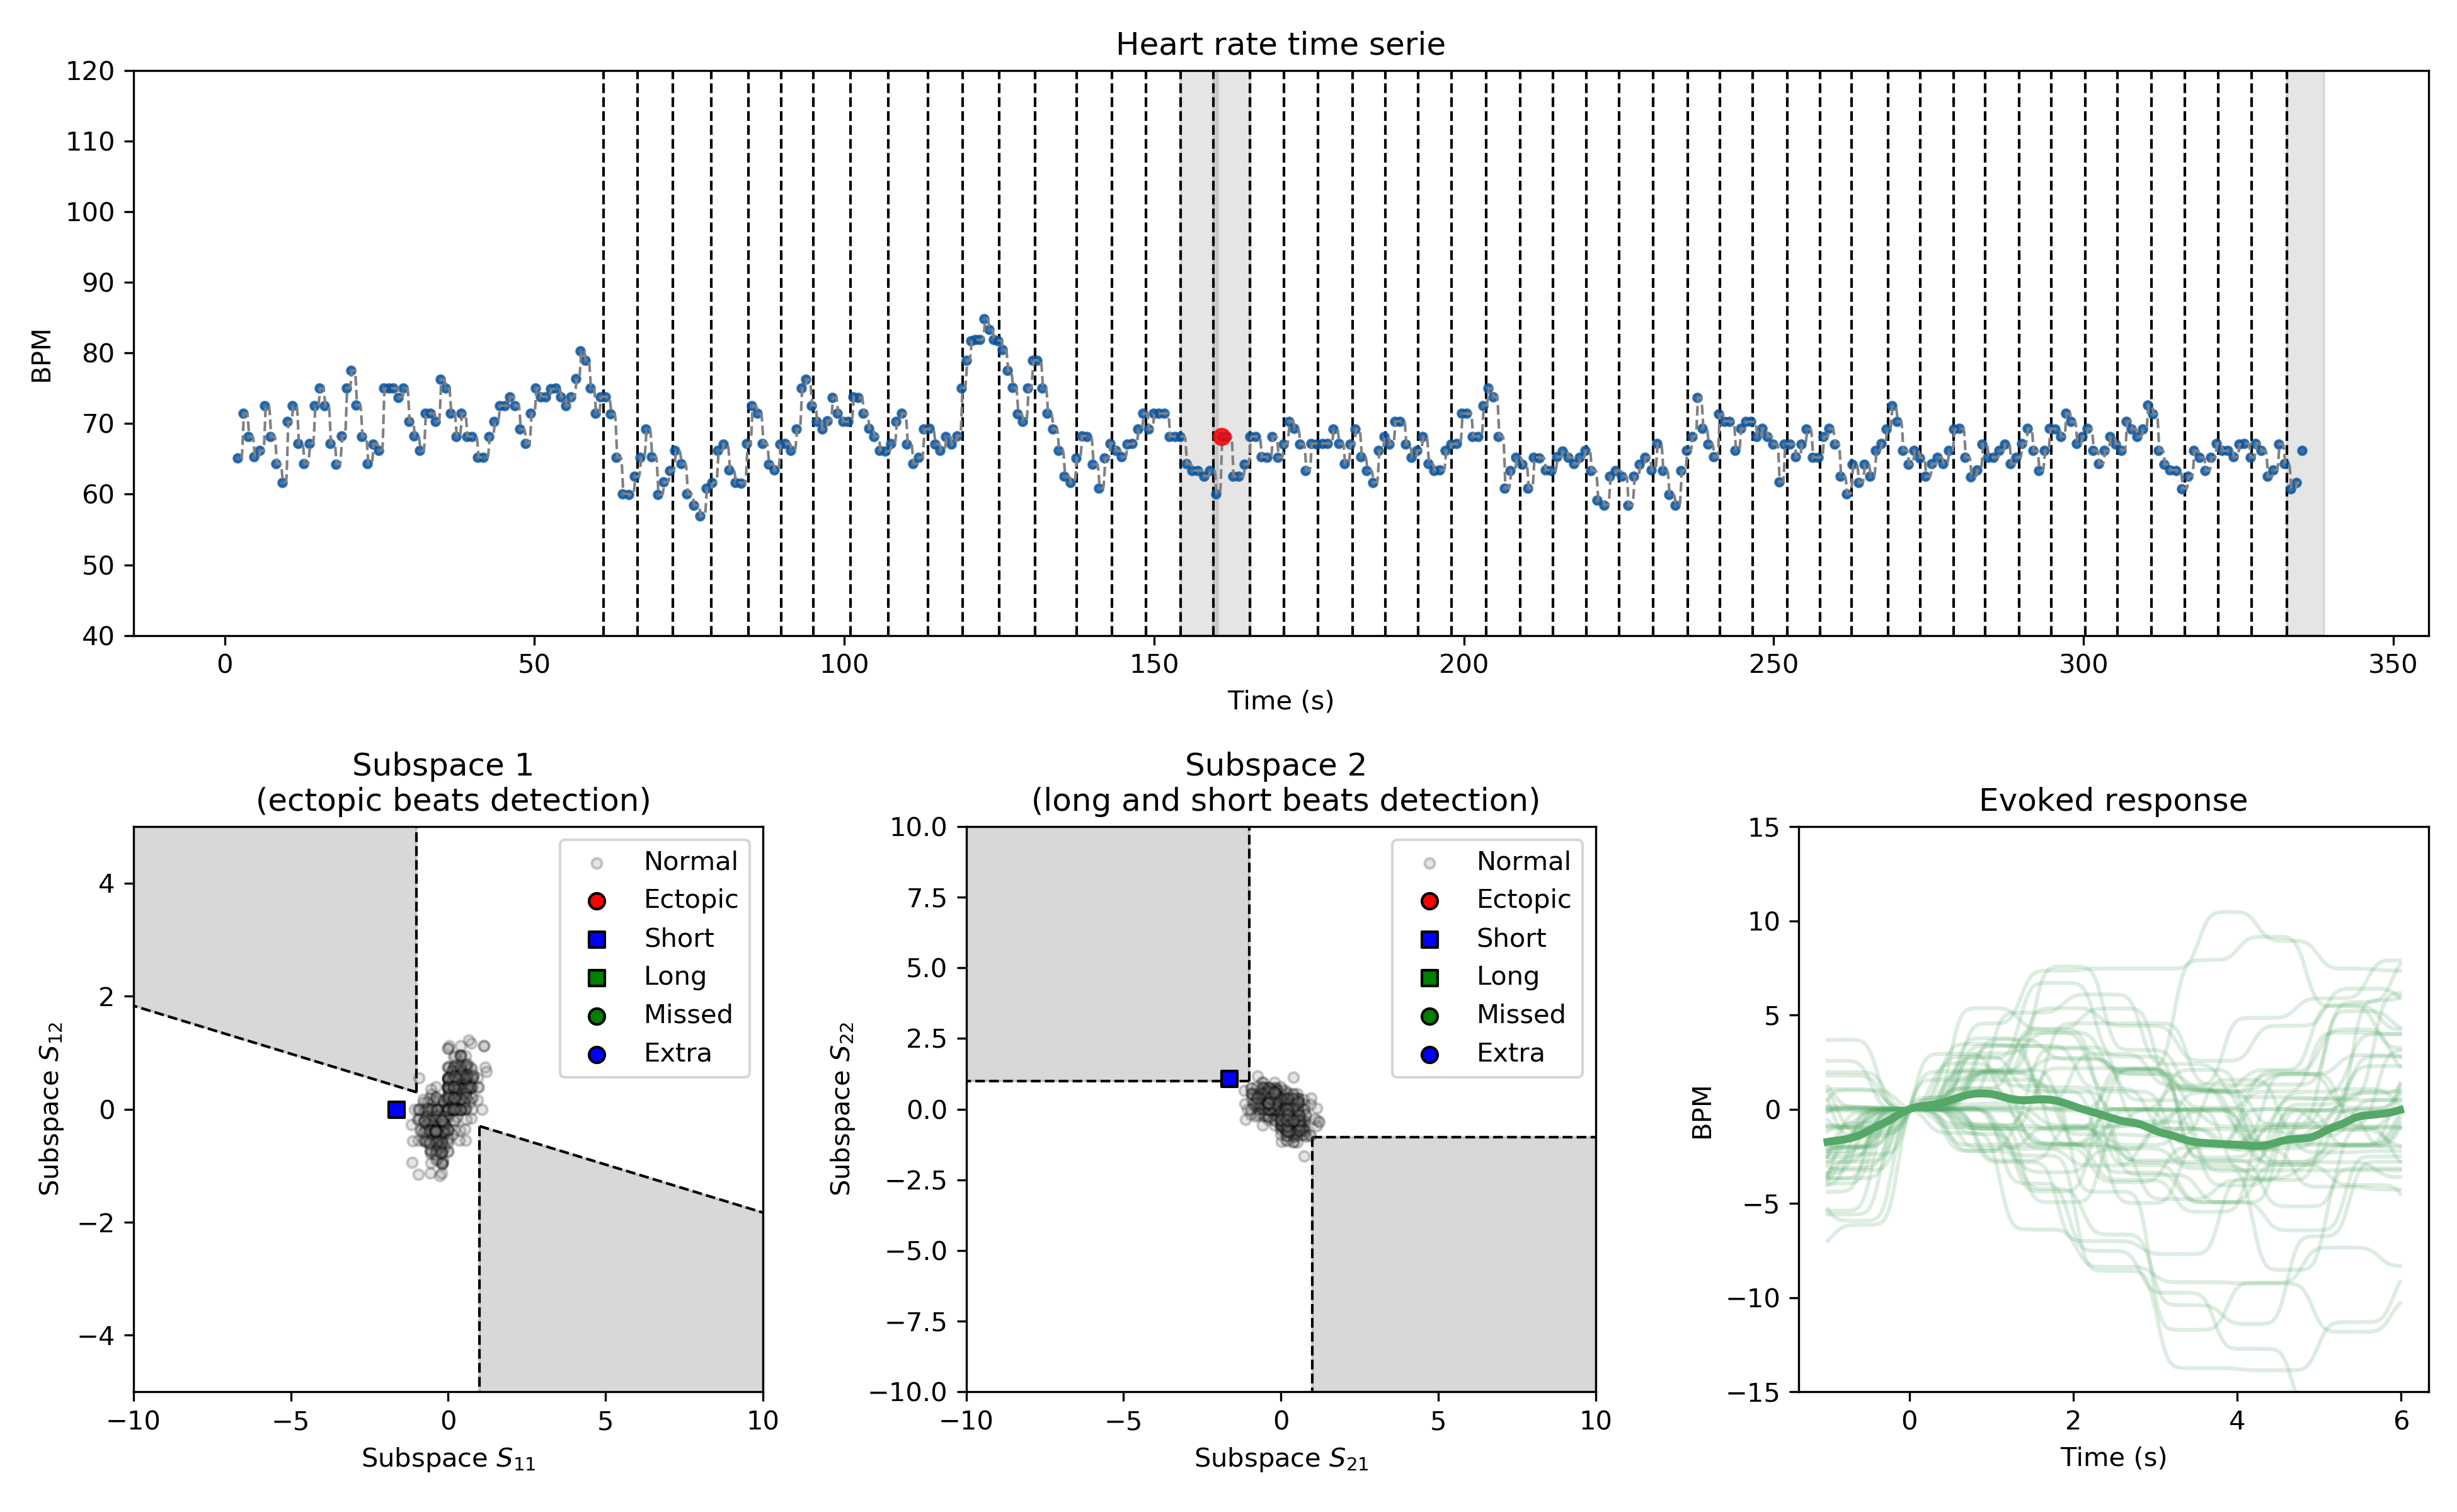 Heart rate time serie
120
110
100
90
80
70
60
50
40
BPM
0 50 100 150 200 250 300 350
Time (s)
Subspace 1
(ectopic beats detection)
4
2
0
−2
−4
Subspace S12
Normal
Ectopic
Short
Long
Missed
Extra
−10 −5 0 5 10
Subspace S11
Subspace 2
(long and short beats detection)
10.0
7.5
5.0
2.5
0.0
−2.5
−5.0
−7.5
−10.0
Subspace S22
Normal
Ectopic
Short
Long
Missed
Extra
−10 −5 0 5 10
Subspace S21
Evoked response
15
10
5
0
−5
−10
−15
BPM
0 2 4 6
Time (s)